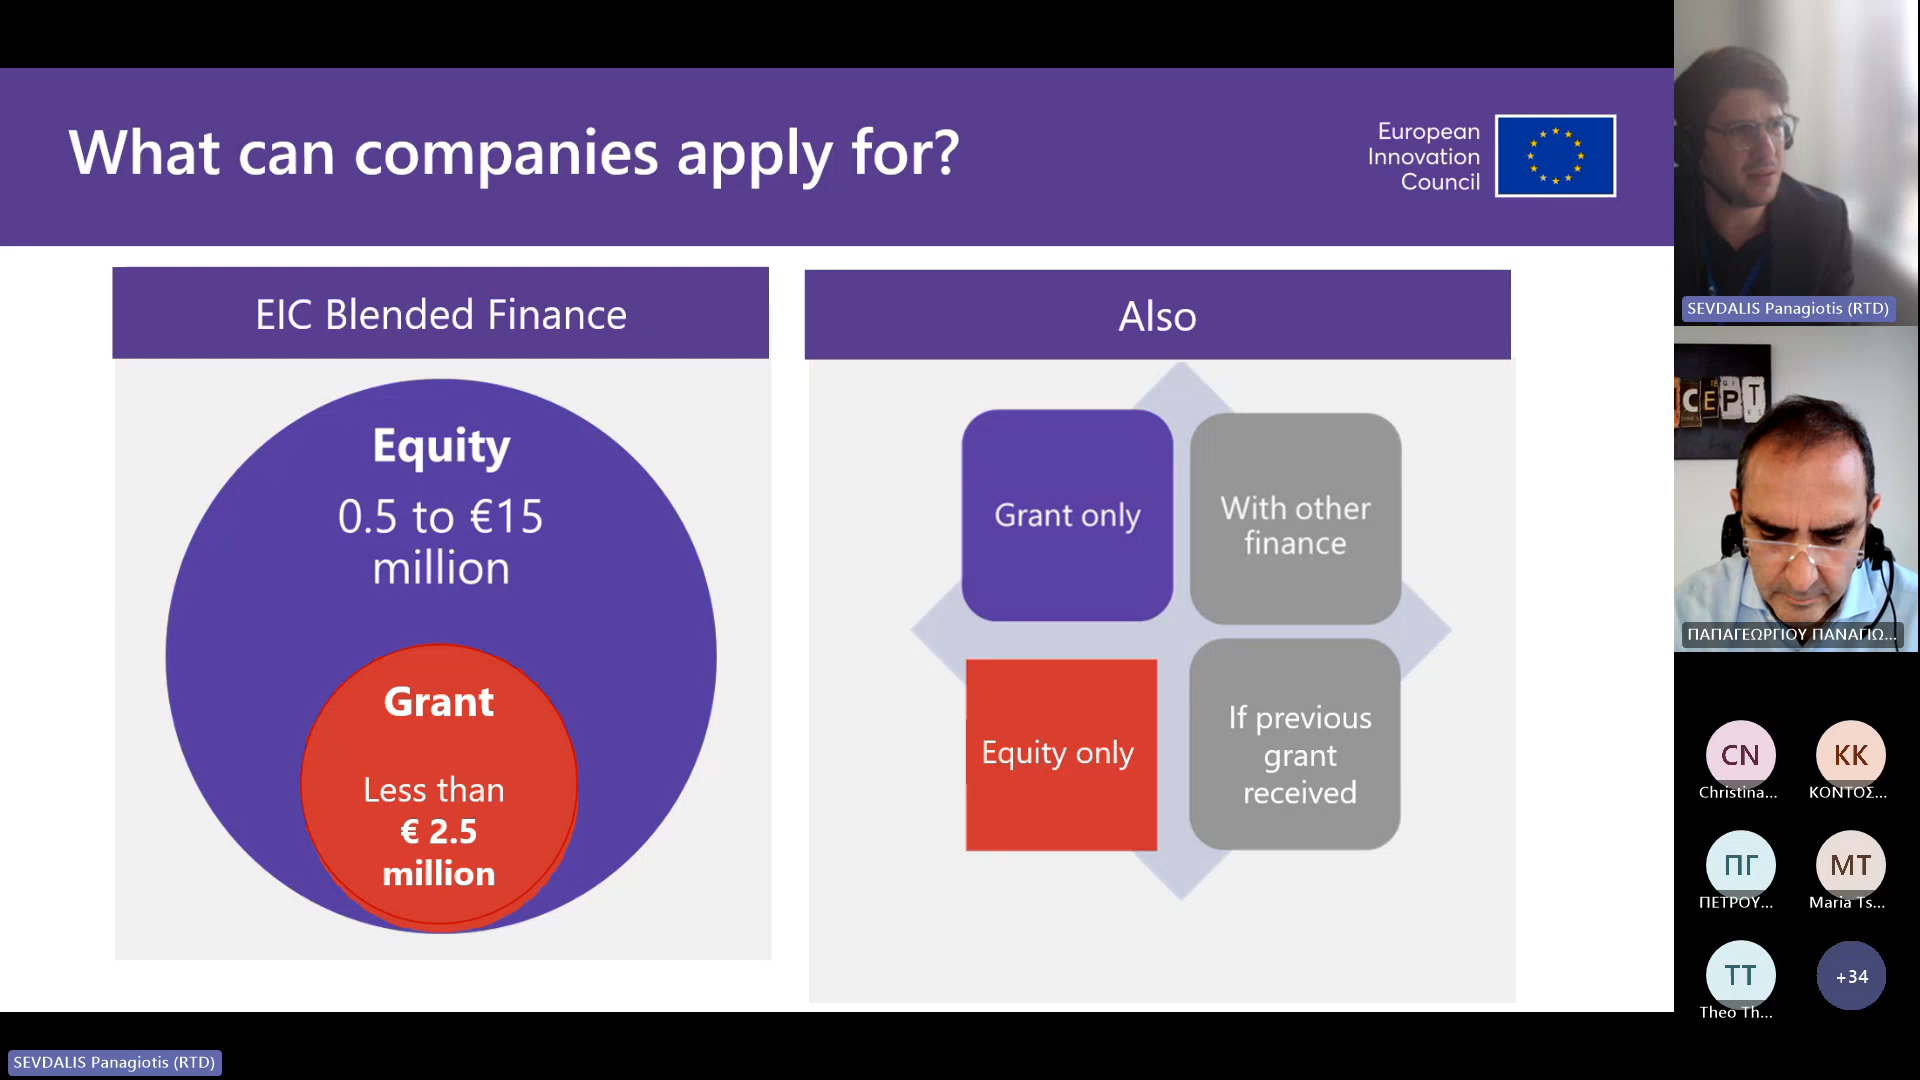 What can companies apply for?
European
Innovation
Council
EIC Blended Finance
Equity
0.5 to €15
million
Grant
Less than
€ 2.5
million
Also
Grant only
With other
finance
Equity only
If previous
grant
received
SEVDALIS Panagiotis (RTD)
CEPT
ΠΑΠΑΓΕΩΡΓΙΟΥ ΠΑΝΑΓΙΩ...
CN
Christina...
KK
ΚΟΝΤΟΣ...
ΠΓ
ΠΕΤΡΟΥ...
MT
Maria Ts...
TT
Theo Th...
+34
SEVDALIS Panagiotis (RTD)